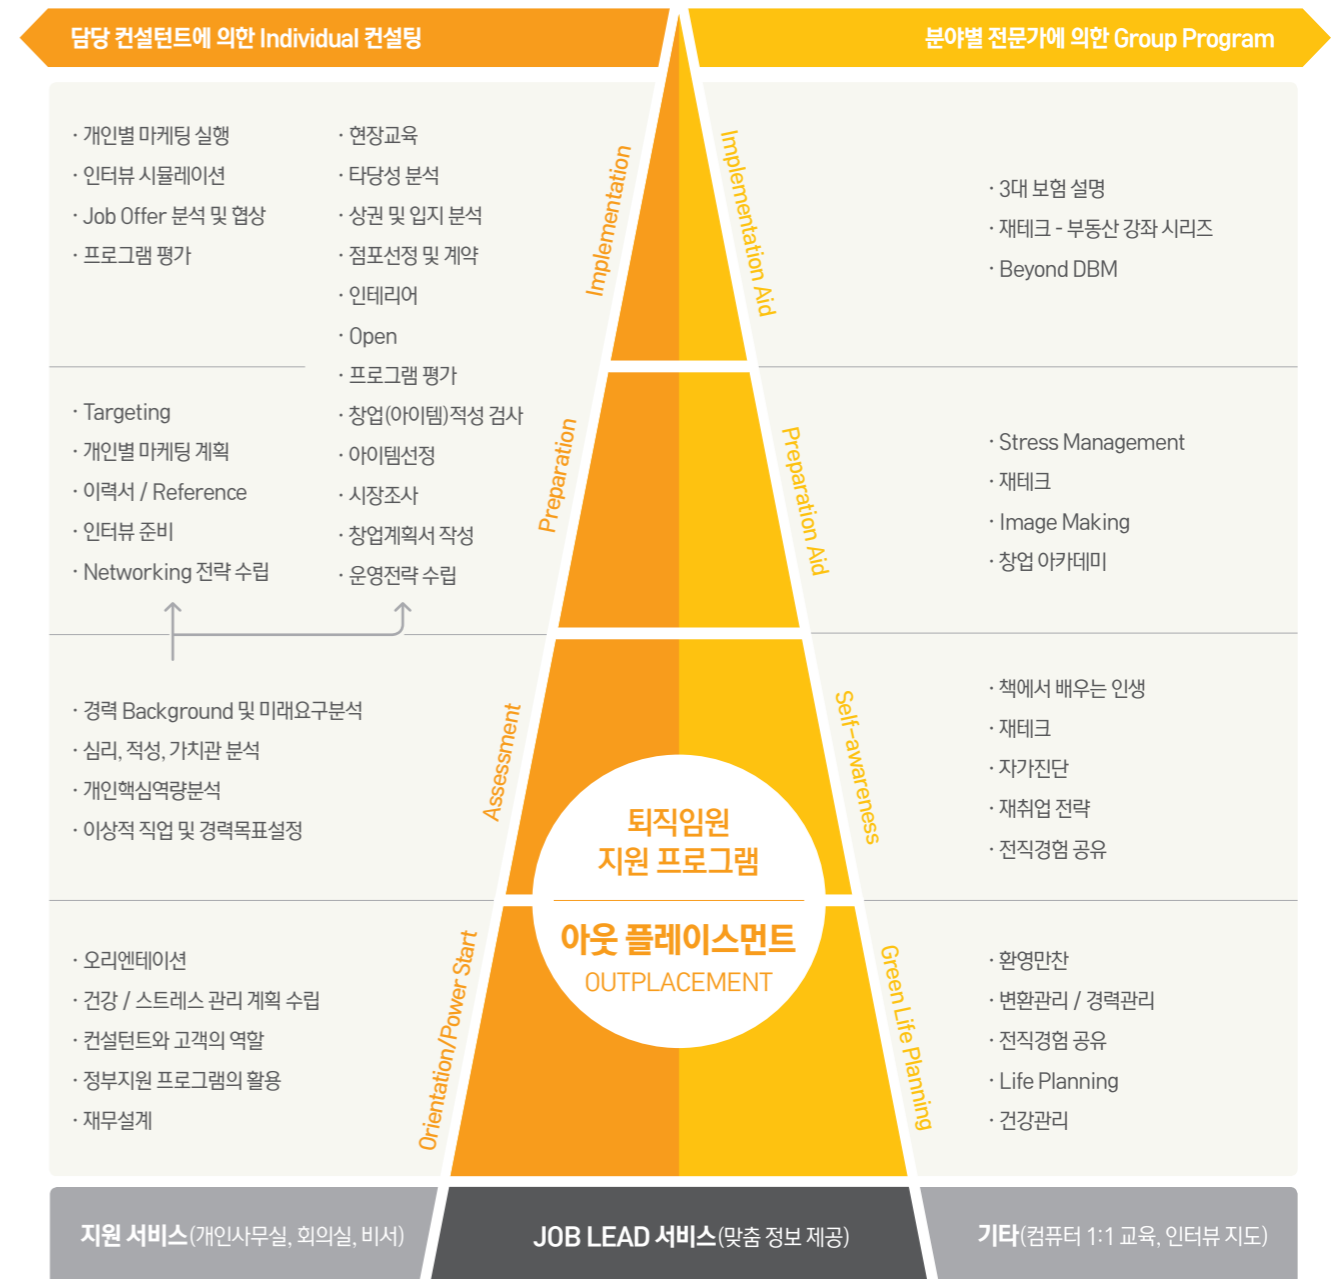 담당 컨설턴트에 의한 Individual 컨설팅
분야별 전문가에 의한 Group Program
· 개인별 마케팅 실행
· 인터뷰 시뮬레이션
· Job Offer 분석 및 협상
· 프로그램 평가
· 현장교육
· 타당성 분석
· 상권 및 입지 분석
· 점포선정 및 계약
· 인테리어
· Open
· 프로그램 평가
· 창업(아이템)적성 검사
· 아이템선정
· 시장조사
· 창업계획서 작성
· 운영전략 수립
Implementation
Implementation Aid
· 3대 보험 설명
· 재테크 - 부동산 강좌 시리즈
· Beyond DBM
· Targeting
· 개인별 마케팅 계획
· 이력서 / Reference
· 인터뷰 준비
· Networking 전략 수립
Preparation
Preparation Aid
· Stress Management
· 재테크
· Image Making
· 창업 아카데미
· 경력 Background 및 미래요구분석
· 심리, 적성, 가치관 분석
· 개인핵심역량분석
· 이상적 직업 및 경력목표설정
Assessment
Self-awareness
· 책에서 배우는 인생
· 재테크
· 자가진단
· 재취업 전략
· 전직경험 공유
퇴직임원
지원 프로그램
아웃 플레이스먼트
OUTPLACEMENT
· 오리엔테이션
· 건강 / 스트레스 관리 계획 수립
· 컨설턴트와 고객의 역할
· 정부지원 프로그램의 활용
· 재무설계
Orientation/Power Start
Green Life Planning
· 환영만찬
· 변환관리 / 경력관리
· 전직경험 공유
· Life Planning
· 건강관리
지원 서비스(개인사무실, 회의실, 비서)
JOB LEAD 서비스(맞춤 정보 제공)
기타(컴퓨터 1:1 교육, 인터뷰 지도)